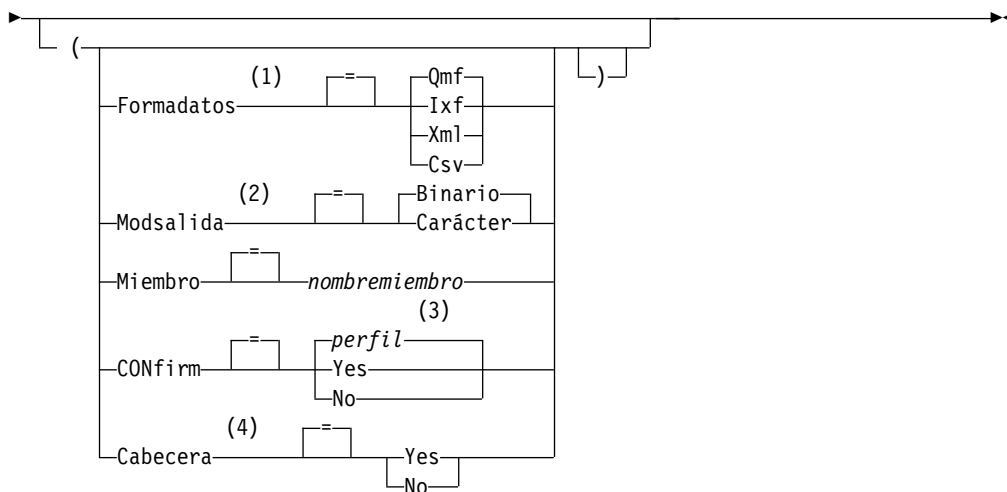 (
)
(1)
Formadatos = Qmf
Ixf
Xml
Csv
(2)
Modsalida = Binario
Carácter
Miembro = nombremiembro
(3)
CONfirm = perfil
Yes
No
(4)
Cabecera = Yes
No